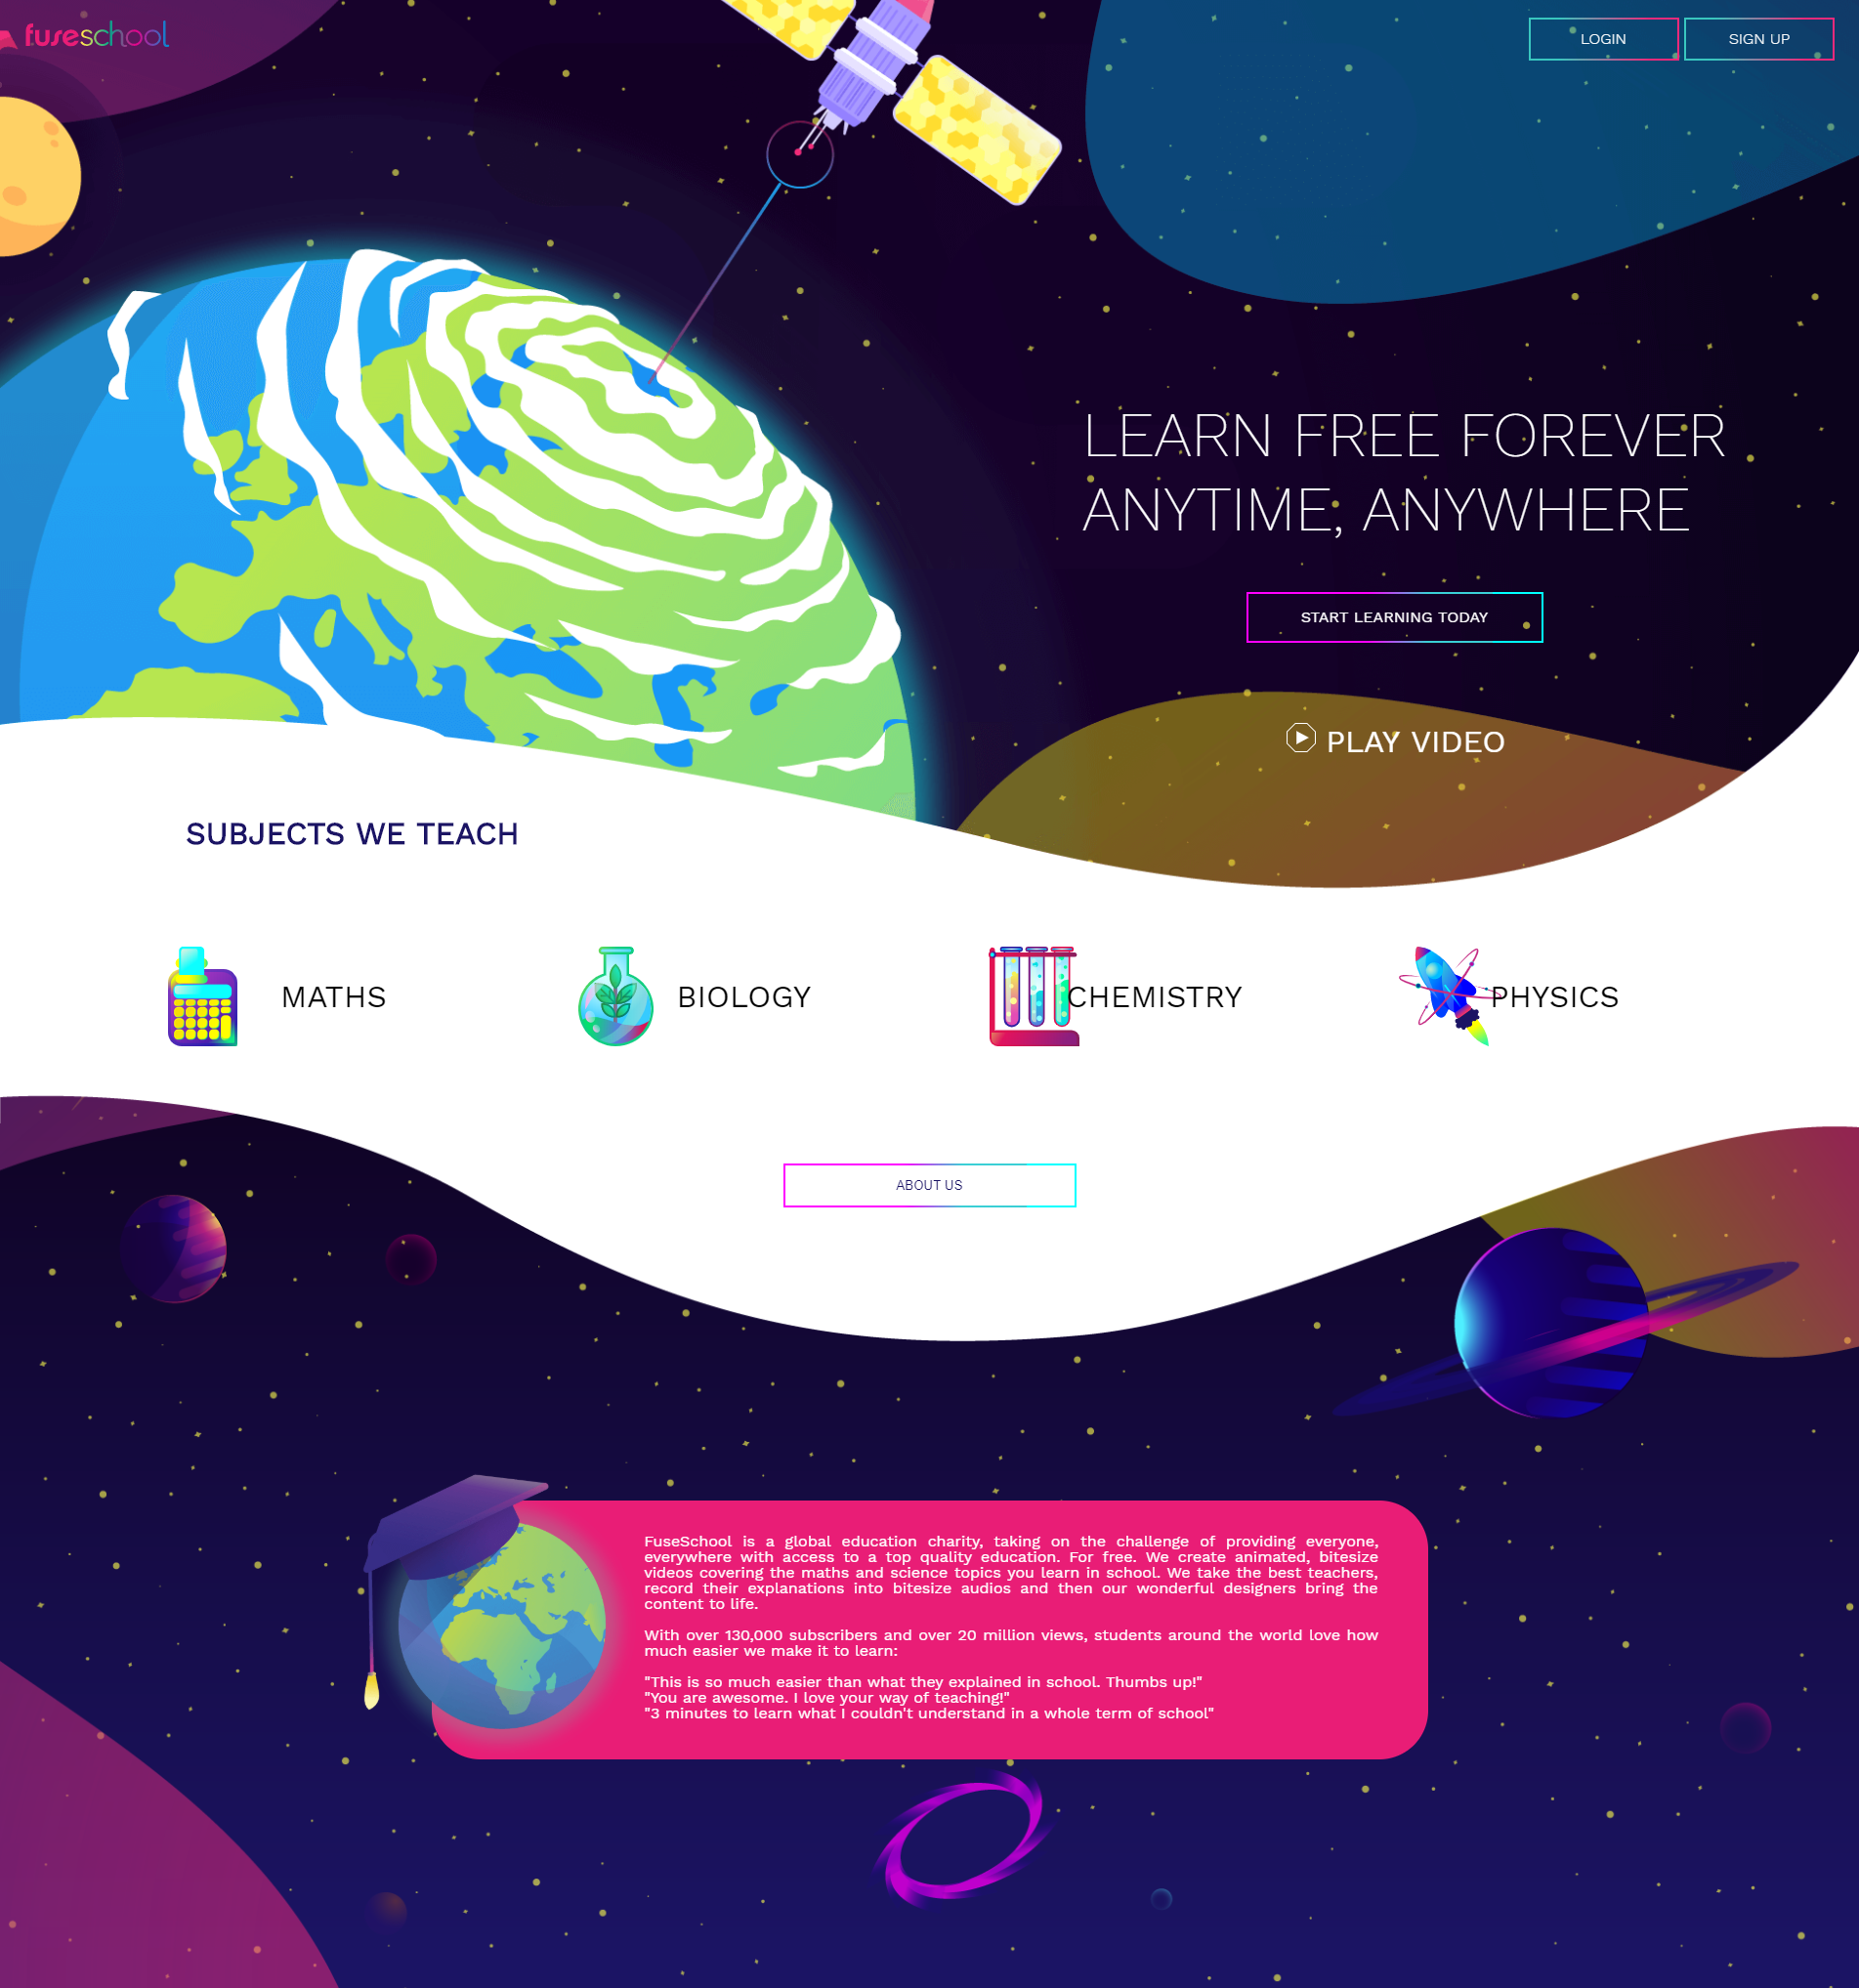 fuseschool
LOGIN
SIGN UP
LEARN FREE FOREVER
ANYTIME, ANYWHERE
START LEARNING TODAY
PLAY VIDEO
SUBJECTS WE TEACH
MATHS
BIOLOGY
CHEMISTRY
PHYSICS
ABOUT US
FuseSchool is a global education charity, taking on the challenge of providing everyone,
everywhere with access to a top quality education. For free. We create animated, bitesize
videos covering the maths and science topics you learn in school. We take the best teachers,
record their explanations into bitesize audios and then our wonderful designers bring the
content to life.
With over 130,000 subscribers and over 20 million views, students around the world love how
much easier we make it to learn:
"This is so much easier than what they explained in school. Thumbs up!"
"You are awesome. I love your way of teaching!"
"3 minutes to learn what I couldn't understand in a whole term of school"